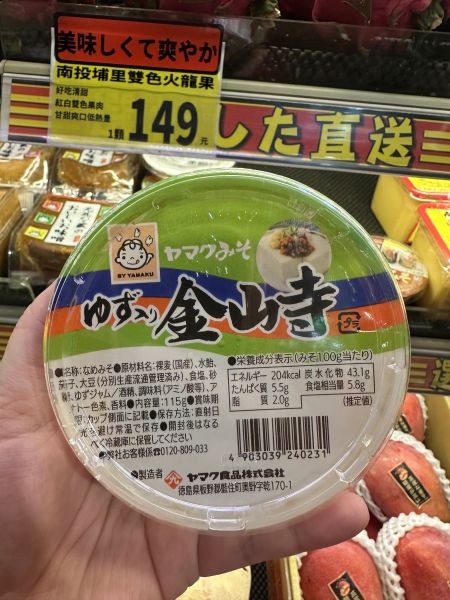 美味しくて爽やか
南投埔里雙色火龍果
好吃清甜
紅白雙色果肉
甘甜爽口低熱量
1顆 149元
した直送
BY YAMAKU
ヤマクみそ
ゆず入り 金山寺
プラ
●名称:なめみそ●原材料名:裸麦(国産)、水飴、
茄子、大豆(分別生産流通管理済み)、食塩、砂
糖、ゆずジャム/酒精、調味料(アミノ酸等)、ア
ナトー色素、香料●内容量:115g●賞味期
限:カップ側面に記載●保存方法:直射日
光を避け常温で保存●開封後はなる
べく冷蔵庫に保管してください
●弊社お客様係 0120-809-033
●栄養成分表示(みそ100g当たり)
エネルギー 204kcal 炭水化物 43.1g
たんぱく質 5.5g 食塩相当量 5.8g
脂質 2.0g (推定値)
4 903039 240231
●製造者 ヤマク食品株式会社
徳島県板野郡藍住町奥野字乾170-1